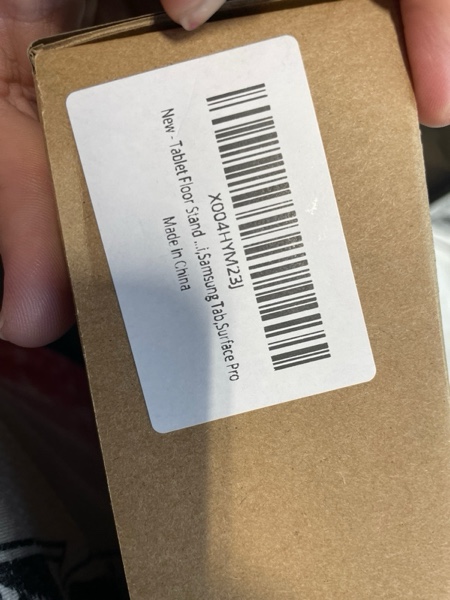 X004HYM23J
New - Tablet Floor Stand ...i,Samsung Tab,Surface Pro
Made in China